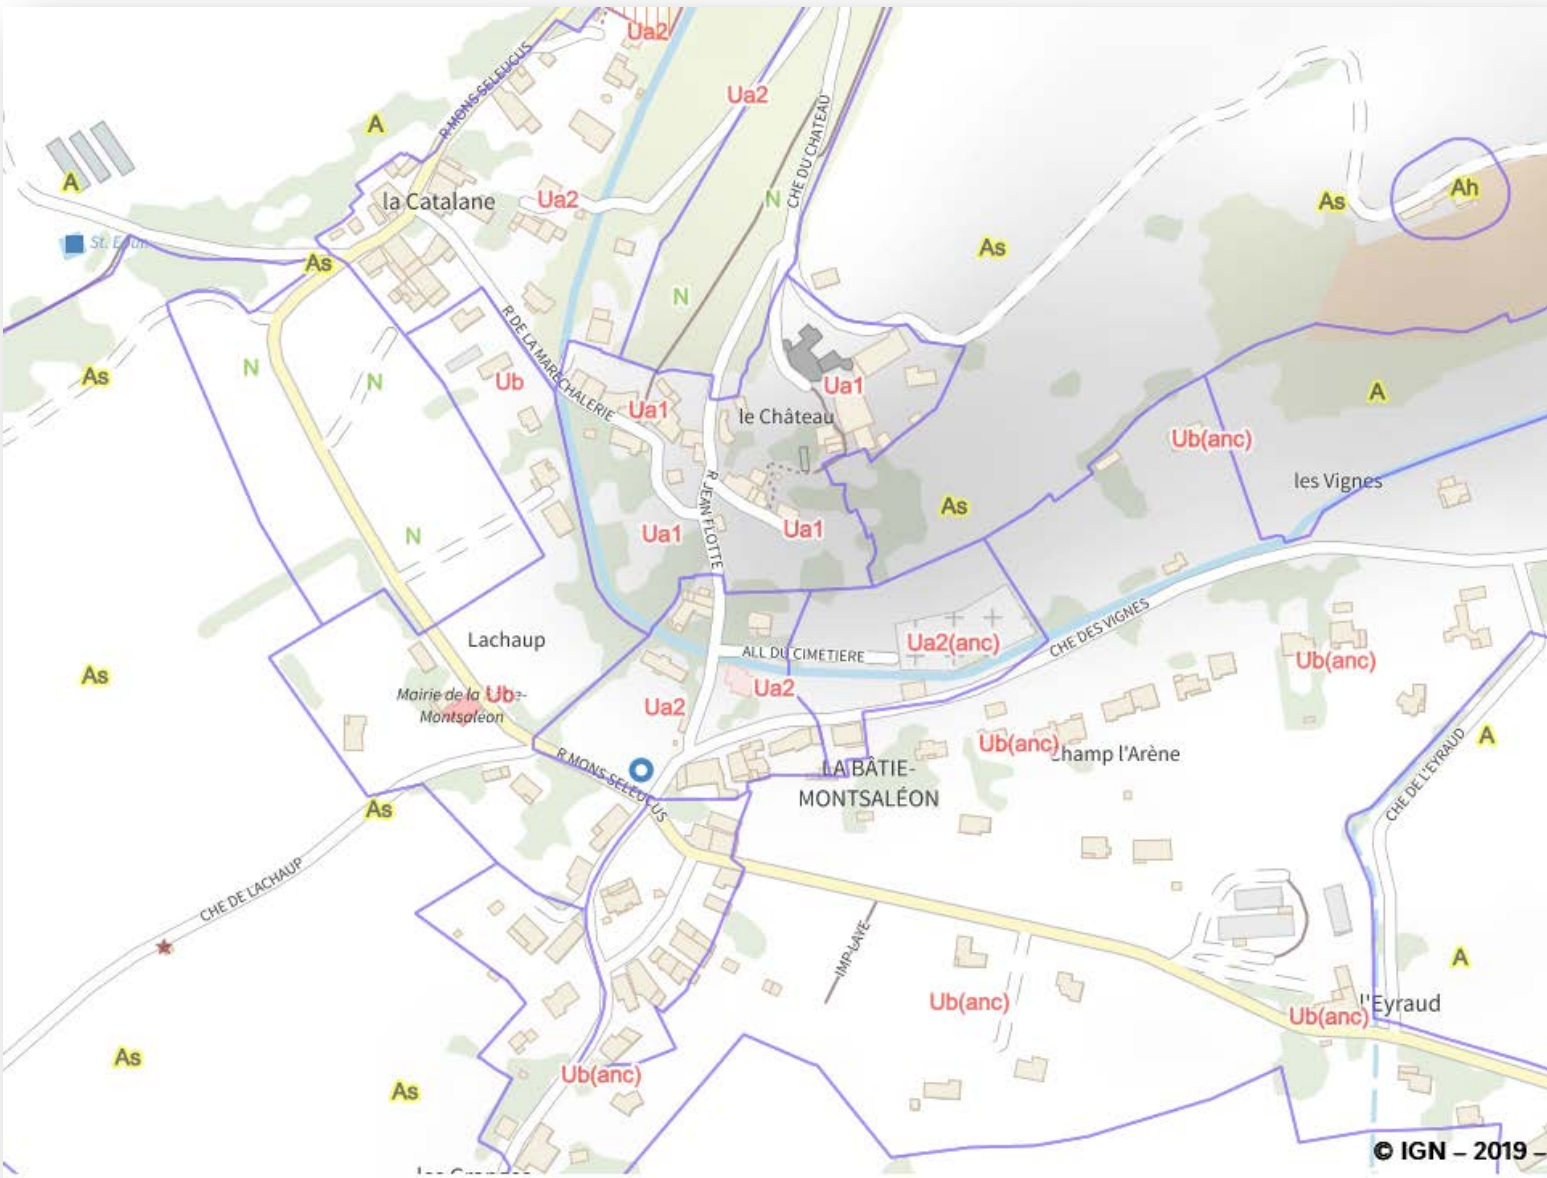 Ua2
R MONS SELEUCUS
Ua2
A
CHE DU CHATEAU
A
la Catalane
Ua2
N
As
Ah
As
As
N
R DE LA MARECHALERIE
As
N
N
Ub
Ua1
Ua1
le Château
A
Ub(anc)
les Vignes
As
R JEAN FLOTTE
N
Ua1
Ua1
Lachaup
ALL DU CIMETIERE
Ua2(anc)
CHE DES VIGNES
Ub(anc)
As
Mairie de la
Ub
Montsaléon
Ua2
Ua2
A
Ub(anc)
Champ l'Arène
R MONS SELEUCUS
LA BÂTIE-
MONTSALÉON
CHE DE L'EYRAUD
As
CHE DE LACHAUP
IMP LAYE
A
Ub(anc)
l'Eyraud
Ub(anc)
As
As
Ub(anc)
© IGN – 2019 –